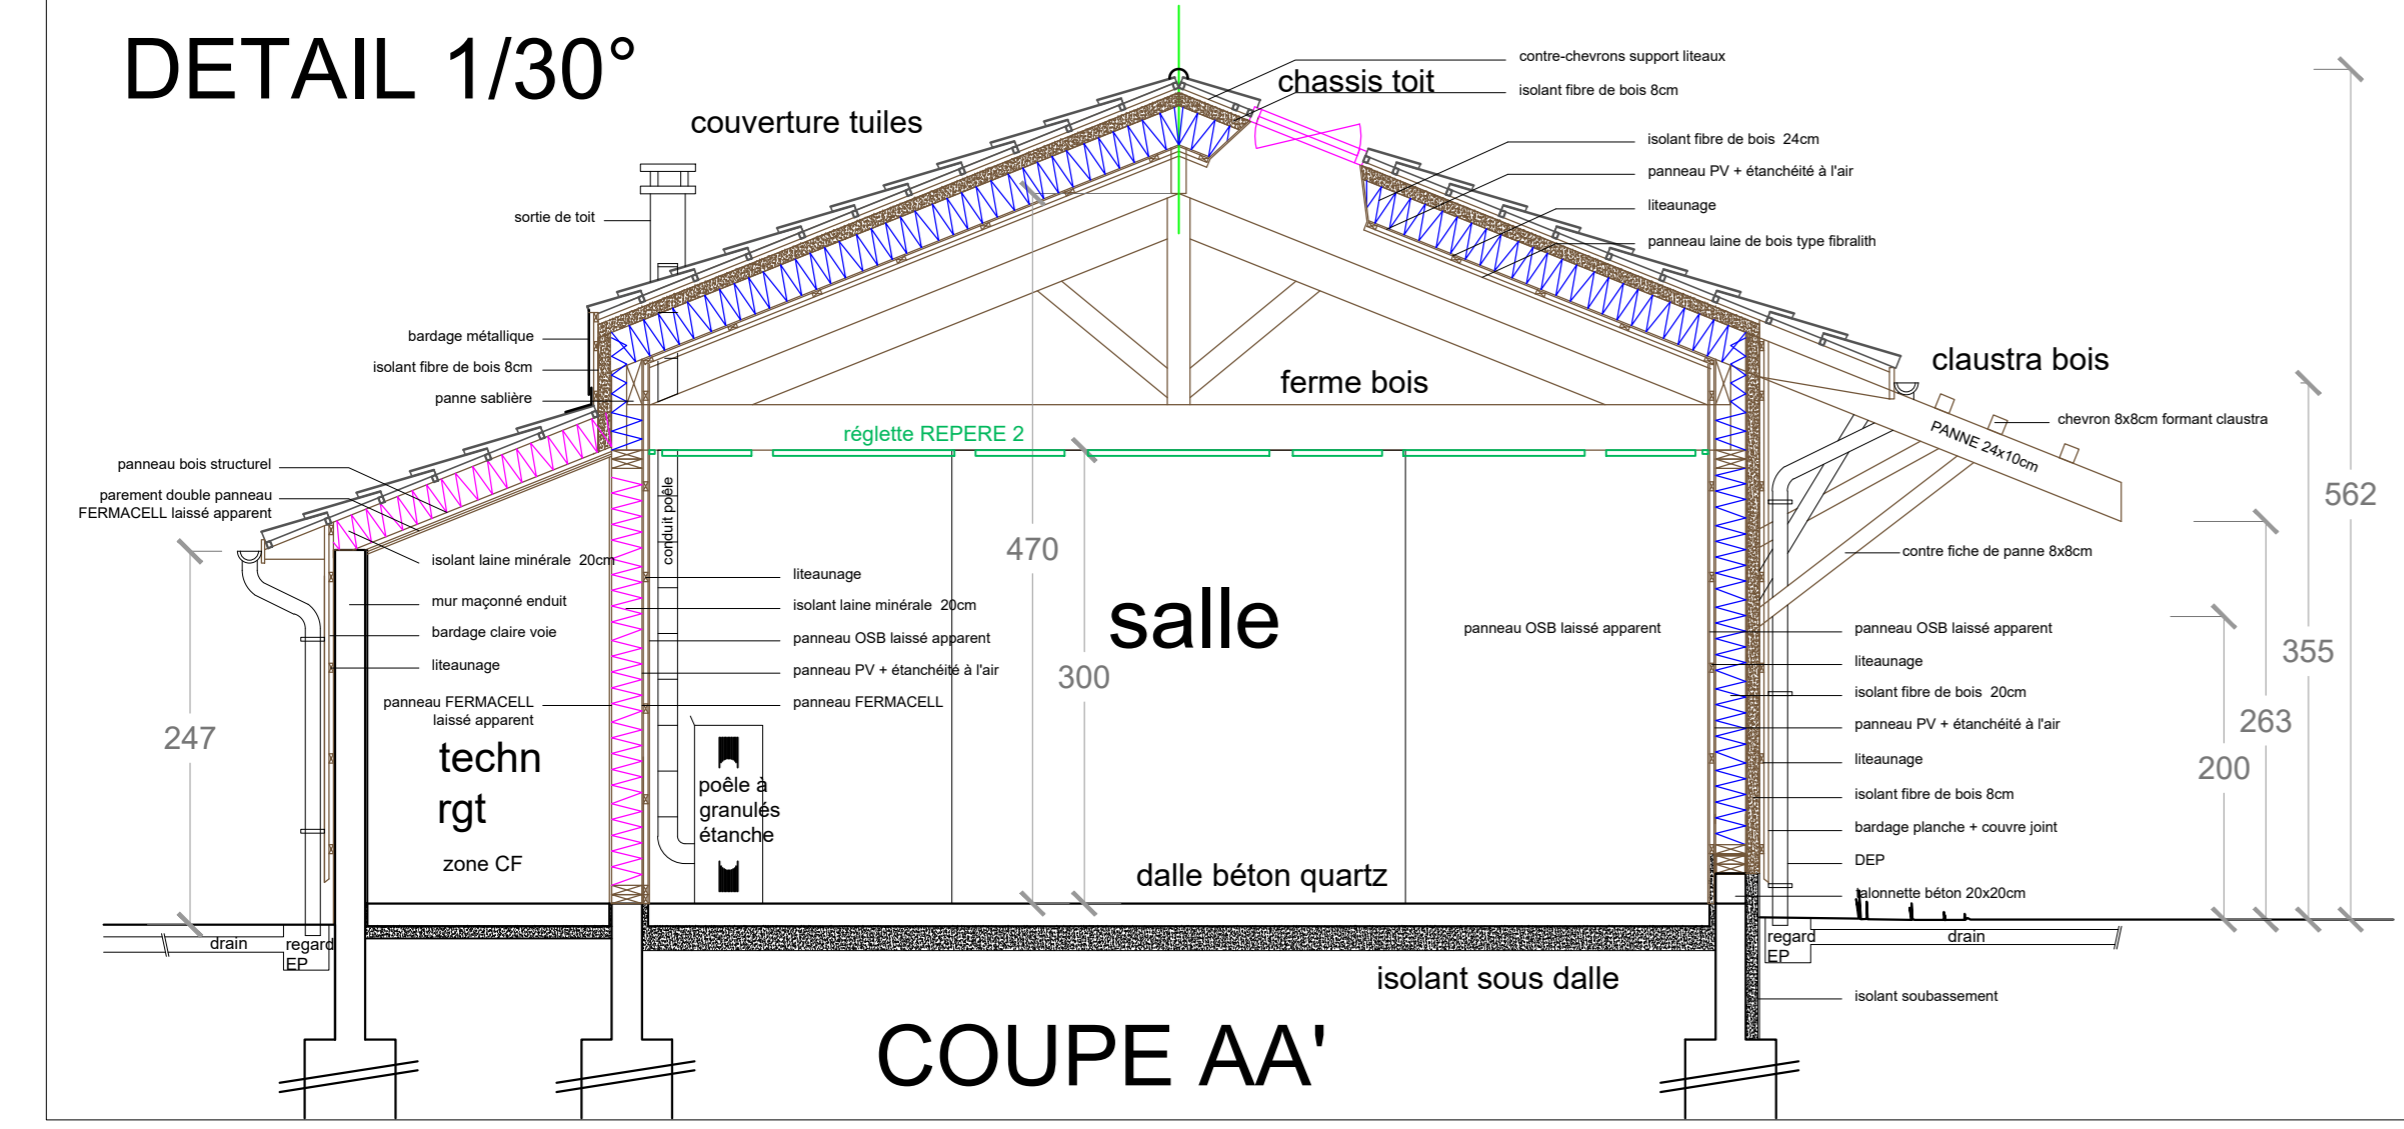 DETAIL 1/30°
couverture tuiles
chassis toit
contre-chevrons support liteaux
isolant fibre de bois 8cm
isolant fibre de bois 24cm
panneau PV + étanchéité à l'air
liteaunage
panneau laine de bois type fibralith
sortie de toit
bardage métallique
isolant fibre de bois 8cm
panne sablière
ferme bois
claustra bois
chevron 8x8cm formant claustra
PANNE 24x10cm
réglette REPERE 2
panneau bois structurel
parement double panneau
FERMACELL laissé apparent
isolant laine minérale 20cm
mur maçonné enduit
bardage claire voie
liteaunage
panneau FERMACELL
laissé apparent
247
techn
rgt
zone CF
conduit poêle
liteaunage
isolant laine minérale 20cm
panneau OSB laissé apparent
panneau PV + étanchéité à l'air
panneau FERMACELL
poêle à
granulés
étanche
470
300
salle
panneau OSB laissé apparent
dalle béton quartz
contre fiche de panne 8x8cm
panneau OSB laissé apparent
liteaunage
isolant fibre de bois 20cm
panneau PV + étanchéité à l'air
liteaunage
isolant fibre de bois 8cm
bardage planche + couvre joint
DEP
talonnette béton 20x20cm
562
355
263
200
drain
regard
EP
regard
EP
drain
isolant sous dalle
isolant soubassement
COUPE AA'